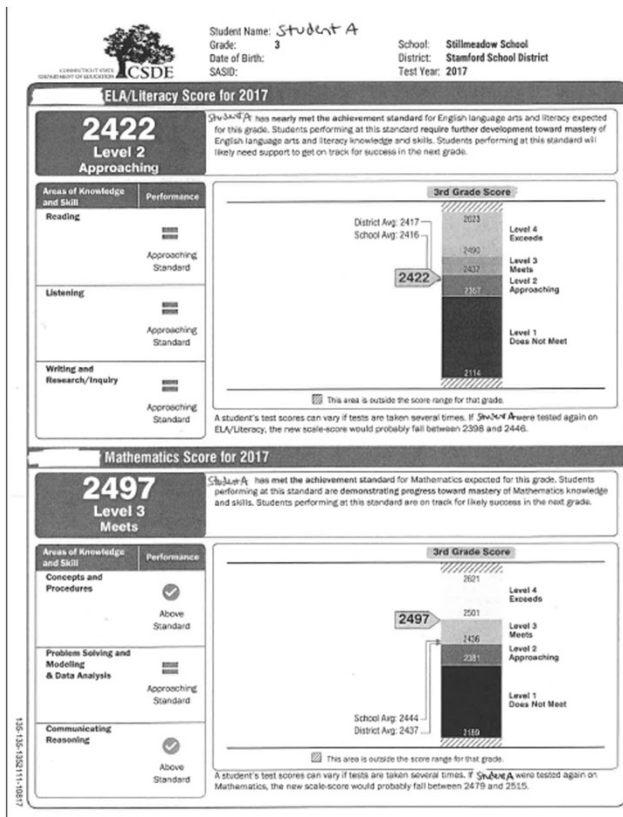 CONNECTICUT STATE
DEPARTMENT OF EDUCATION
CSDE
Student Name: Student A
Grade: 3
Date of Birth:
SASID:
School: Stillmeadow School
District: Stamford School District
Test Year: 2017
ELA/Literacy Score for 2017
2422
Level 2
Approaching
Student A has nearly met the achievement standard for English language arts and literacy expected
for this grade. Students performing at this standard require further development toward mastery of
English language arts and literacy knowledge and skills. Students performing at this standard will
likely need support to get on track for success in the next grade.
Areas of Knowledge
and Skill
Performance
Reading
Approaching
Standard
Listening
Approaching
Standard
Writing and
Research/Inquiry
Approaching
Standard
3rd Grade Score
District Avg: 2417
School Avg: 2416
2422
2623
2490
2432
2367
2114
Level 4
Exceeds
Level 3
Meets
Level 2
Approaching
Level 1
Does Not Meet
This area is outside the score range for that grade.
A student's test scores can vary if tests are taken several times. If Student A were tested again on
ELA/Literacy, the new scale-score would probably fall between 2398 and 2446.
Mathematics Score for 2017
2497
Level 3
Meets
Student A has met the achievement standard for Mathematics expected for this grade. Students
performing at this standard are demonstrating progress toward mastery of Mathematics knowledge
and skills. Students performing at this standard are on track for likely success in the next grade.
Areas of Knowledge
and Skill
Performance
Concepts and
Procedures
Above
Standard
Problem Solving and
Modeling
& Data Analysis
Approaching
Standard
Communicating
Reasoning
Above
Standard
3rd Grade Score
2497
School Avg: 2444
District Avg: 2437
2621
2501
2436
2381
2189
Level 4
Exceeds
Level 3
Meets
Level 2
Approaching
Level 1
Does Not Meet
This area is outside the score range for that grade.
A student's test scores can vary if tests are taken several times. If Student A were tested again on
Mathematics, the new scale-score would probably fall between 2479 and 2515.
135-135-1352111-10817